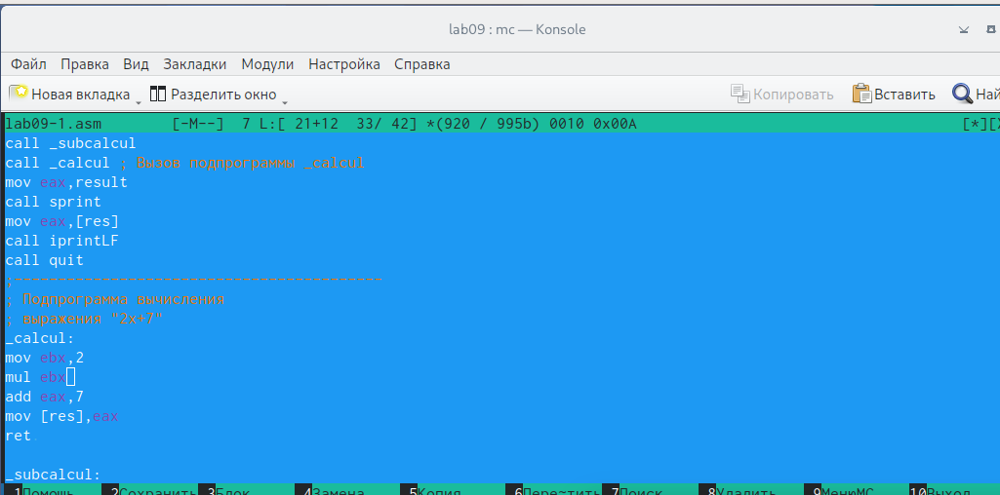 lab09 : mc — Konsole
Файл Правка Вид Закладки Модули Настройка Справка
Новая вкладка Разделить окно Копировать Вставить Най
lab09-1.asm [-M--] 7 L:[ 21+12 33/ 42] *(920 / 995b) 0010 0x00A [*][X
call _subcalcul
call _calcul ; Вызов подпрограммы _calcul
mov eax,result
call sprint
mov eax,[res]
call iprintLF
call quit
;------------------------------------------
; Подпрограмма вычисления
; выражения "2x+7"
_calcul:
mov ebx,2
mul ebx
add eax,7
mov [res],eax
ret
_subcalcul:
1Помощь 2Сохранить 3Блок 4Замена 5Копия 6Пере~тить 7Поиск 8Удалить 9МенюMC 10Выход